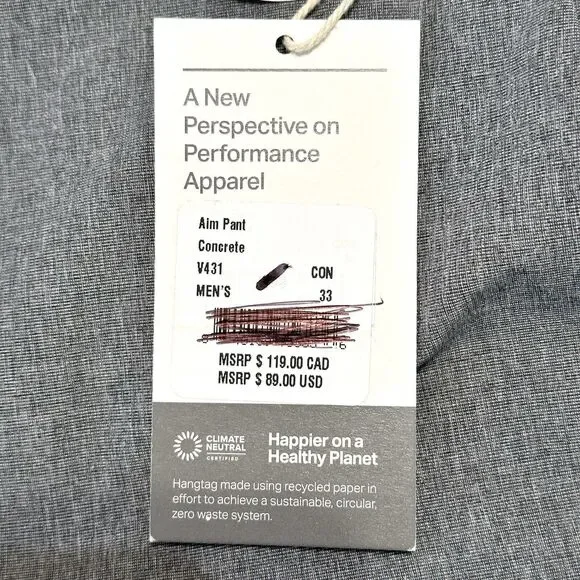 A New
Perspective on
Performance
Apparel
Aim Pant
Concrete
V431 CON
MEN'S 33
MSRP $ 119.00 CAD
MSRP $ 89.00 USD
CLIMATE
NEUTRAL
CERTIFIED
Happier on a
Healthy Planet
Hangtag made using recycled paper in
effort to achieve a sustainable, circular,
zero waste system.